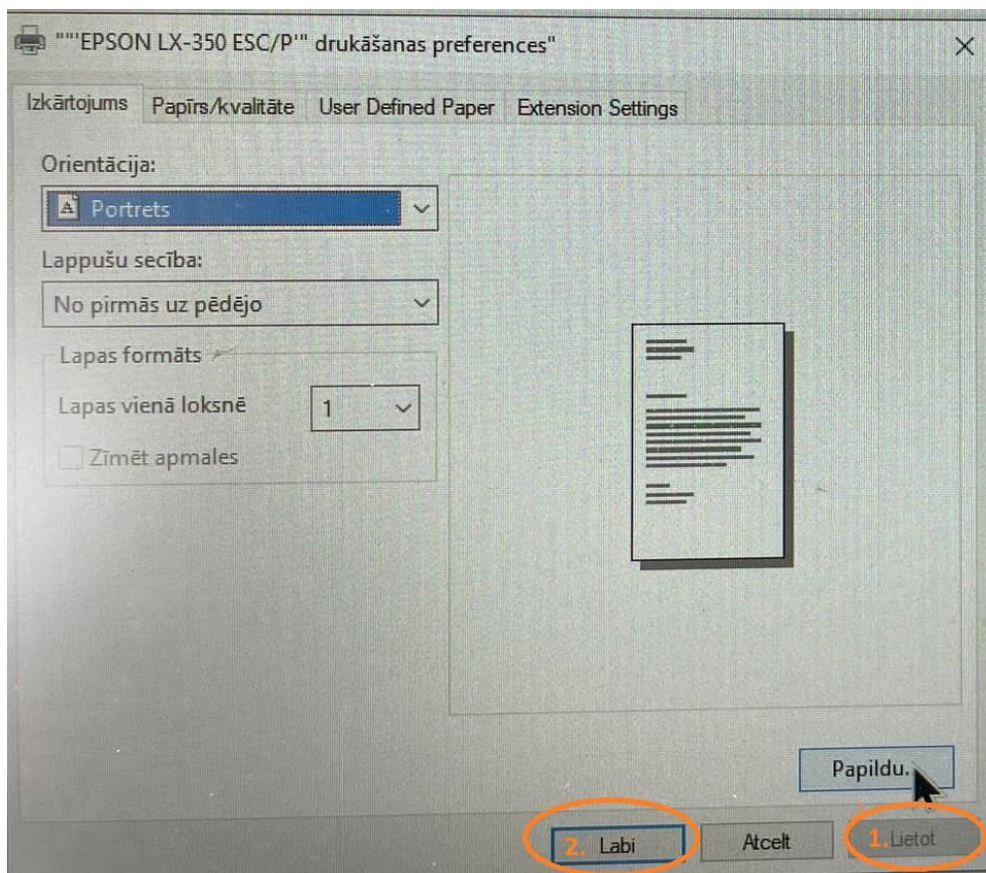 """EPSON LX-350 ESC/P'" drukāšanas preferences"
Izkārtojums Papīrs/kvalitāte User Defined Paper Extension Settings
Orientācija:
Portrets
Lappušu secība:
No pirmās uz pēdējo
Lapas formāts
Lapas vienā loksnē 1
Zīmēt apmales
Papildu..
2. Labi Atcelt 1. Lietot